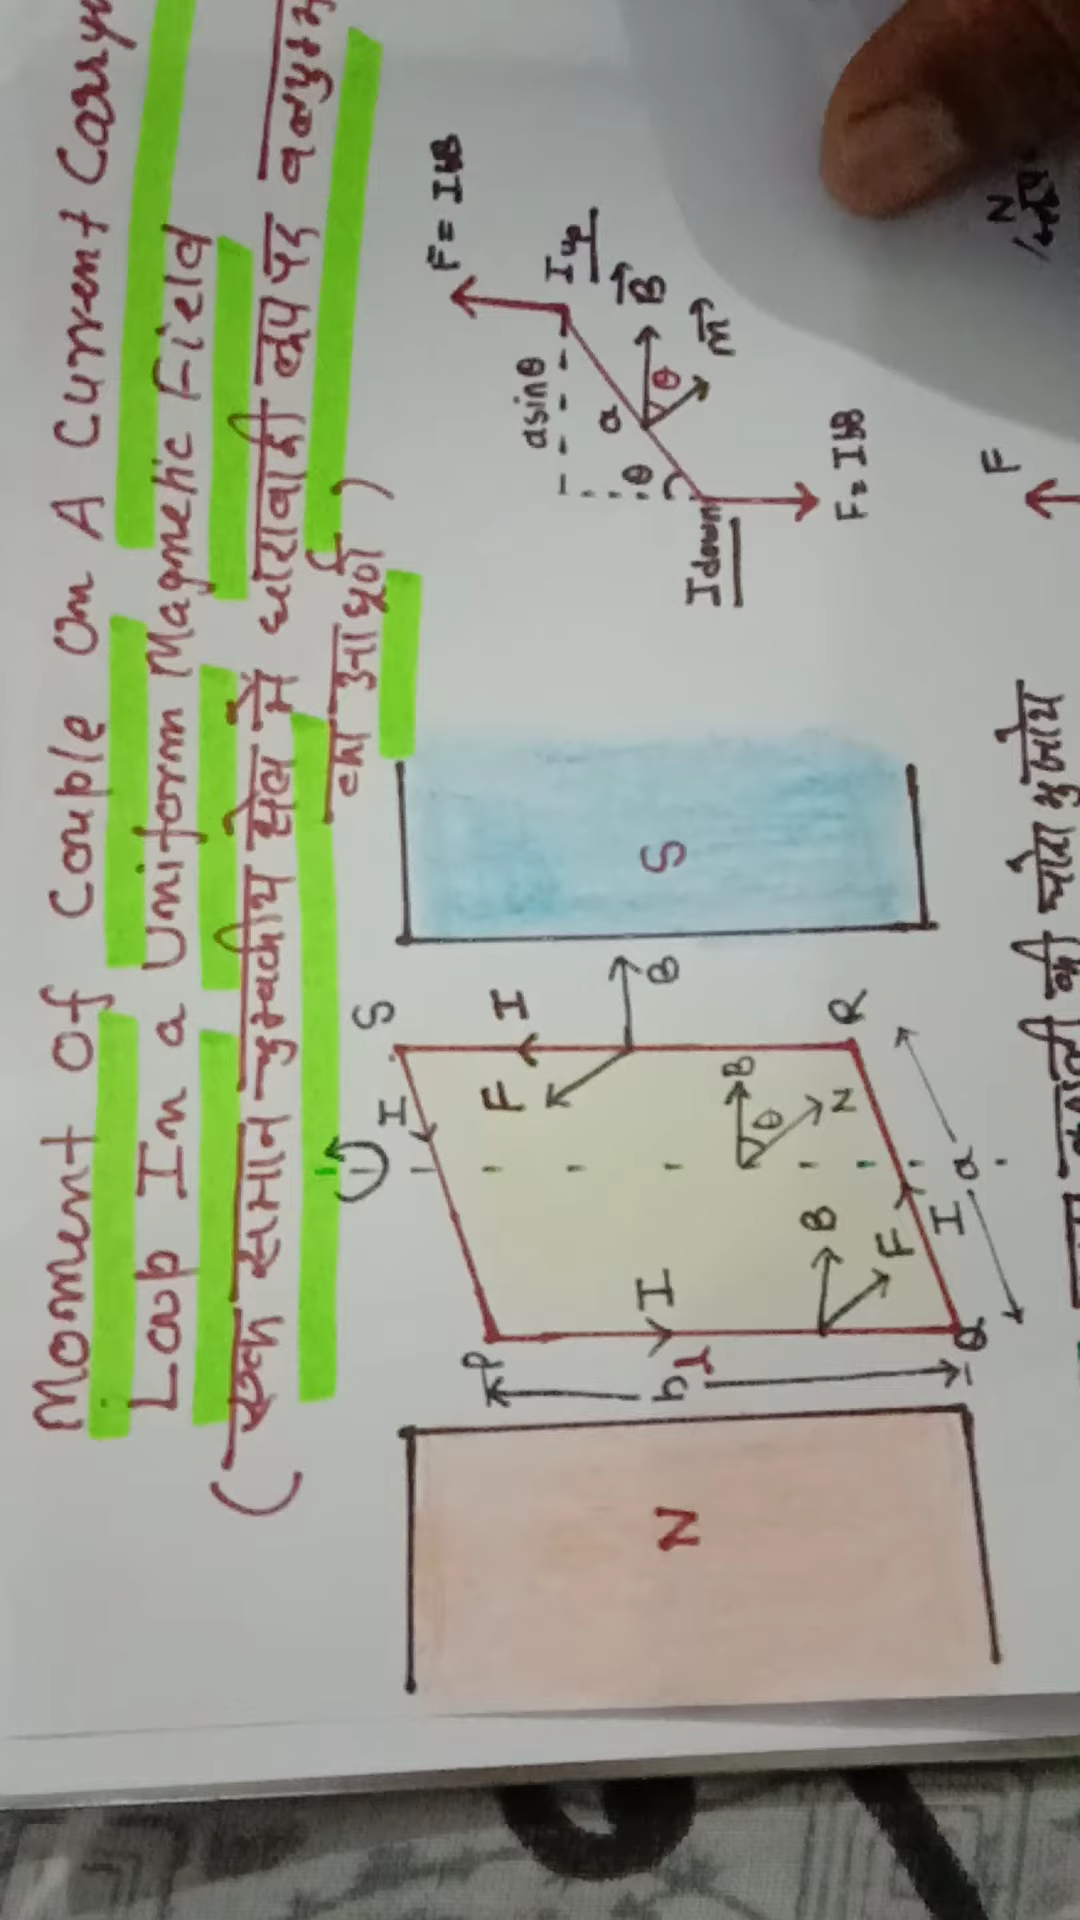 Moment Of Couple On A Current Carryi
Loop In a Uniform Magnetic Field
(एक समान चुम्बकीय क्षेत्र में धारावाही लूप पर बलयुग्म
का आघूर्ण)
N
S
P
Q
R
S
I
I
I
I
F
F
B
B
B
N
θ
b
a
F = IbB
I up
a sinθ
a
θ
θ
B
m
I down
F = IbB
F
N